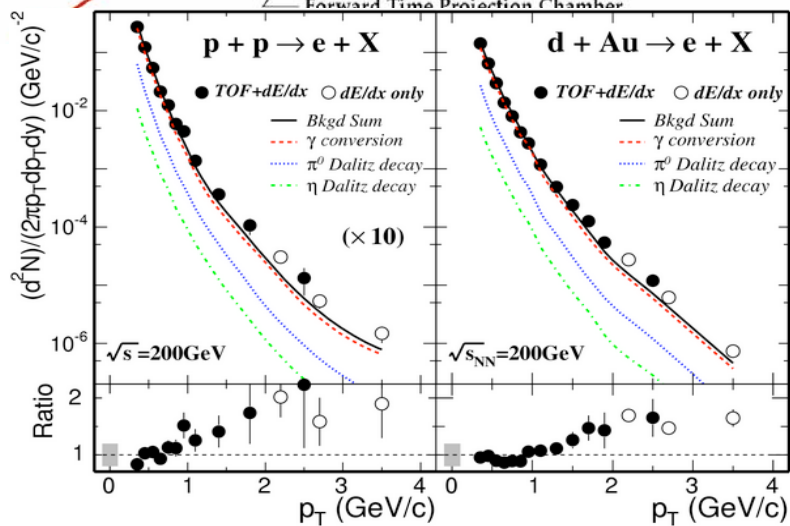 Forward Time Projection Chamber
p + p → e + X
TOF+dE/dx dE/dx only
Bkgd Sum
γ conversion
π⁰ Dalitz decay
η Dalitz decay
(×10)
√s=200GeV
d + Au → e + X
TOF+dE/dx dE/dx only
Bkgd Sum
γ conversion
π⁰ Dalitz decay
η Dalitz decay
√s_NN=200GeV
(d²N)/(2πp_Tdp_Tdy) (GeV/c)⁻²
10⁻²
10⁻⁴
10⁻⁶
Ratio
2
1
0 1 2 3 4
0 1 2 3 4
p_T (GeV/c)
p_T (GeV/c)